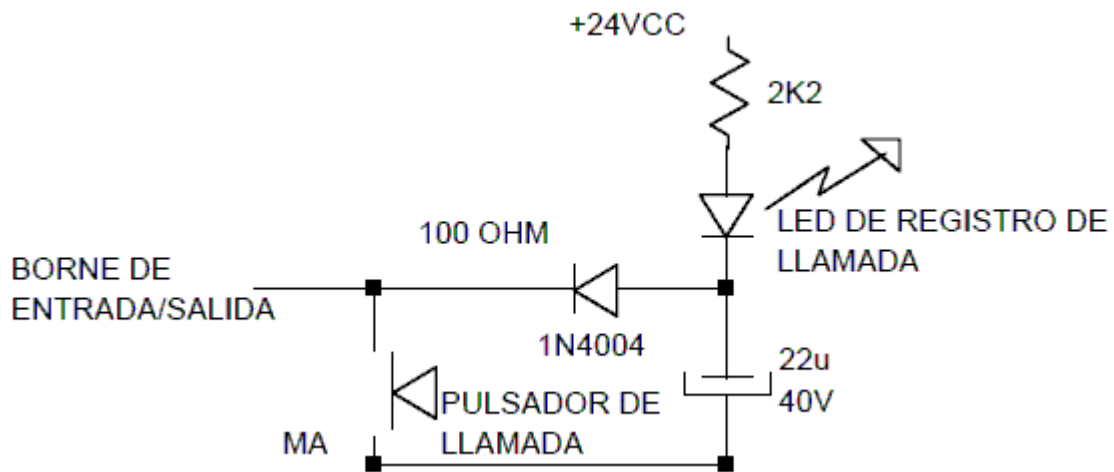 +24VCC
2K2
LED DE REGISTRO DE
LLAMADA
100 OHM
BORNE DE
ENTRADA/SALIDA
1N4004
22u
40V
PULSADOR DE
LLAMADA
MA